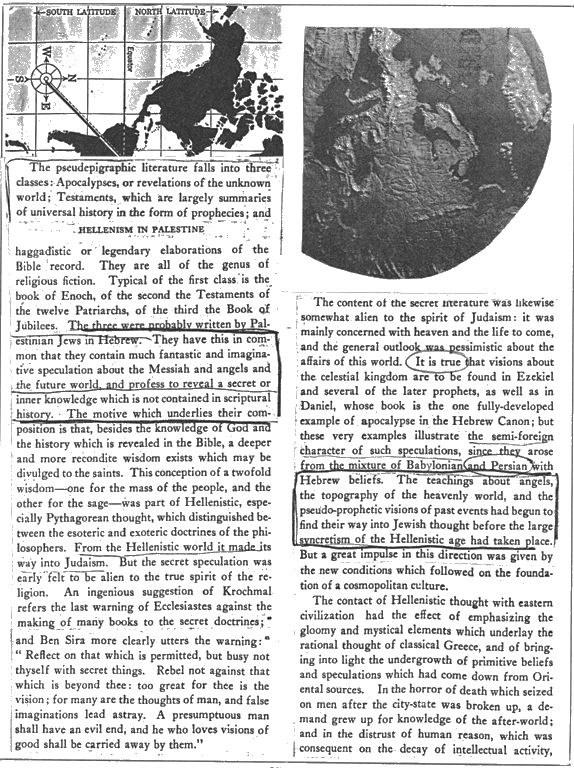 SOUTH LATITUDE NORTH LATITUDE
W
S N
E
Equator
The pseudepigraphic literature falls into three
classes: Apocalypses, or revelations of the unknown
world; Testaments, which are largely summaries
of universal history in the form of prophecies; and
HELLENISM IN PALESTINE
haggadistic or legendary elaborations of the
Bible record. They are all of the genus of
religious fiction. Typical of the first class is the
book of Enoch, of the second the Testaments of
the twelve Patriarchs, of the third the Book of
Jubilees. The three were probably written by Pal-
estinian Jews in Hebrew. They have this in com-
mon that they contain much fantastic and imagina-
tive speculation about the Messiah and angels and
the future world, and profess to reveal a secret or
inner knowledge which is not contained in scriptural
history. The motive which underlies their com-
position is that, besides the knowledge of God and
the history which is revealed in the Bible, a deeper
and more recondite wisdom exists which may be
divulged to the saints. This conception of a twofold
wisdom—one for the mass of the people, and the
other for the sage—was part of Hellenistic, espe-
cially Pythagorean thought, which distinguished be-
tween the esoteric and exoteric doctrines of the phi-
losophers. From the Hellenistic world it made its
way into Judaism. But the secret speculation was
early felt to be alien to the true spirit of the re-
ligion. An ingenious suggestion of Krochmal
refers the last warning of Ecclesiastes against the
making of many books to the secret doctrines;
and Ben Sira more clearly utters the warning:
" Reflect on that which is permitted, but busy not
thyself with secret things. Rebel not against that
which is beyond thee: too great for thee is the
vision; for many are the thoughts of man, and false
imaginations lead astray. A presumptuous man
shall have an evil end, and he who loves visions of
good shall be carried away by them."
The content of the secret literature was likewise
somewhat alien to the spirit of Judaism: it was
mainly concerned with heaven and the life to come,
and the general outlook was pessimistic about the
affairs of this world. It is true that visions about
the celestial kingdom are to be found in Ezekiel
and several of the later prophets, as well as in
Daniel, whose book is the one fully-developed
example of apocalypse in the Hebrew Canon; but
these very examples illustrate the semi-foreign
character of such speculations, since they arose
from the mixture of Babylonian and Persian with
Hebrew beliefs. The teachings about angels,
the topography of the heavenly world, and the
pseudo-prophetic visions of past events had begun to
find their way into Jewish thought before the large
syncretism of the Hellenistic age had taken place.
But a great impulse in this direction was given by
the new conditions which followed on the founda-
tion of a cosmopolitan culture.
The contact of Hellenistic thought with eastern
civilization had the effect of emphasizing the
gloomy and mystical elements which underlay the
rational thought of classical Greece, and of bring-
ing into light the undergrowth of primitive beliefs
and speculations which had come down from Ori-
ental sources. In the horror of death which seized
on men after the city-state was broken up, a de-
mand grew up for knowledge of the after-world;
and in the distrust of human reason, which was
consequent on the decay of intellectual activity,